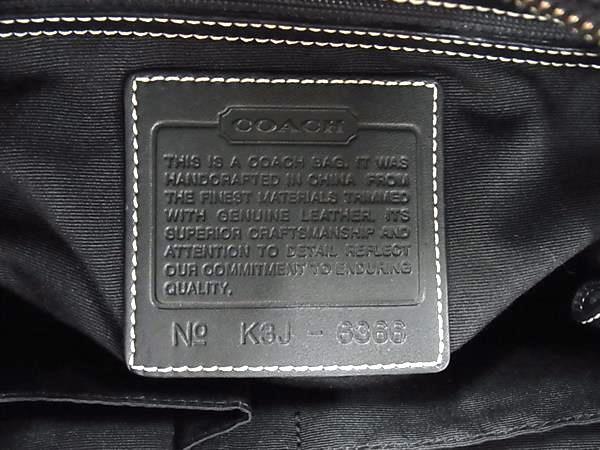 COACH
THIS IS A COACH BAG. IT WAS
HANDCRAFTED IN CHINA FROM
THE FINEST MATERIALS TRIMMED
WITH GENUINE LEATHER. ITS
SUPERIOR CRAFTSMANSHIP AND
ATTENTION TO DETAIL REFLECT
OUR COMMITMENT TO ENDURING
QUALITY.
Nº K3J - 6366